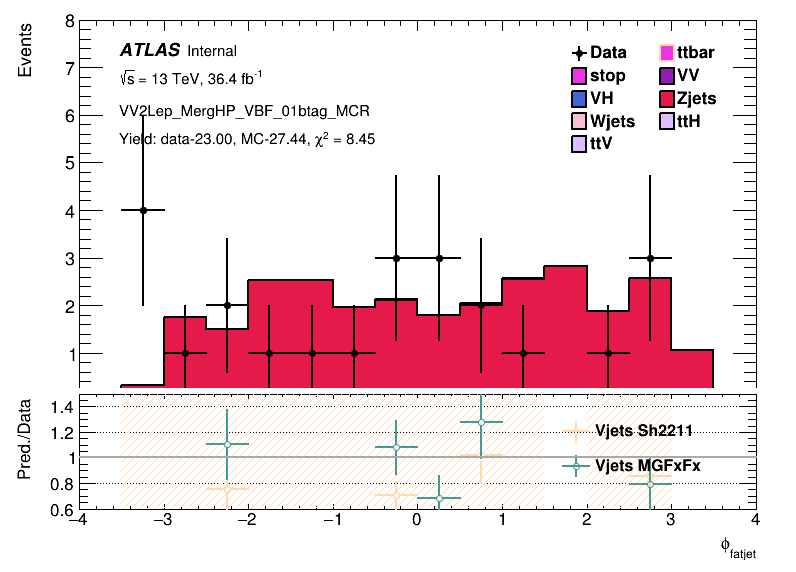 Events
8
7
6
5
4
3
2
1
ATLAS Internal
√s = 13 TeV, 36.4 fb⁻¹
VV2Lep_MergHP_VBF_01btag_MCR
Yield: data-23.00, MC-27.44, χ² = 8.45
Data
ttbar
stop
VV
VH
Zjets
Wjets
ttH
ttV
Pred./Data
1.4
1.2
1
0.8
0.6
Vjets Sh2211
Vjets MGFxFx
−4 −3 −2 −1 0 1 2 3 4
ϕfatjet